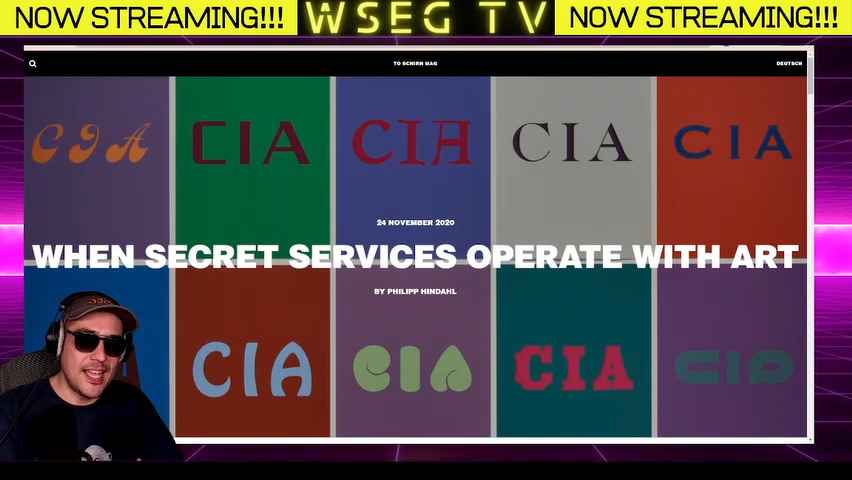 NOW STREAMING!!! WSEG TV NOW STREAMING!!!
TO SCHIRN MAG DEUTSCH
CIA CIA CIA CIA CIA
24 NOVEMBER 2020
WHEN SECRET SERVICES OPERATE WITH ART
BY PHILIPP HINDAHL
CIA CIA CIA CIA